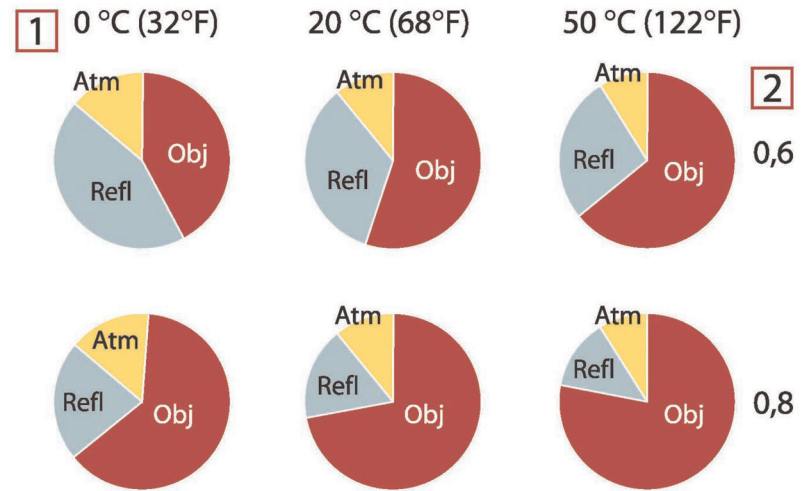 1 0 °C (32°F) 20 °C (68°F) 50 °C (122°F)
2
Atm Obj Refl
Atm Obj Refl
Atm Refl Obj
0,6
Atm Refl Obj
Atm Refl Obj
Atm Refl Obj
0,8